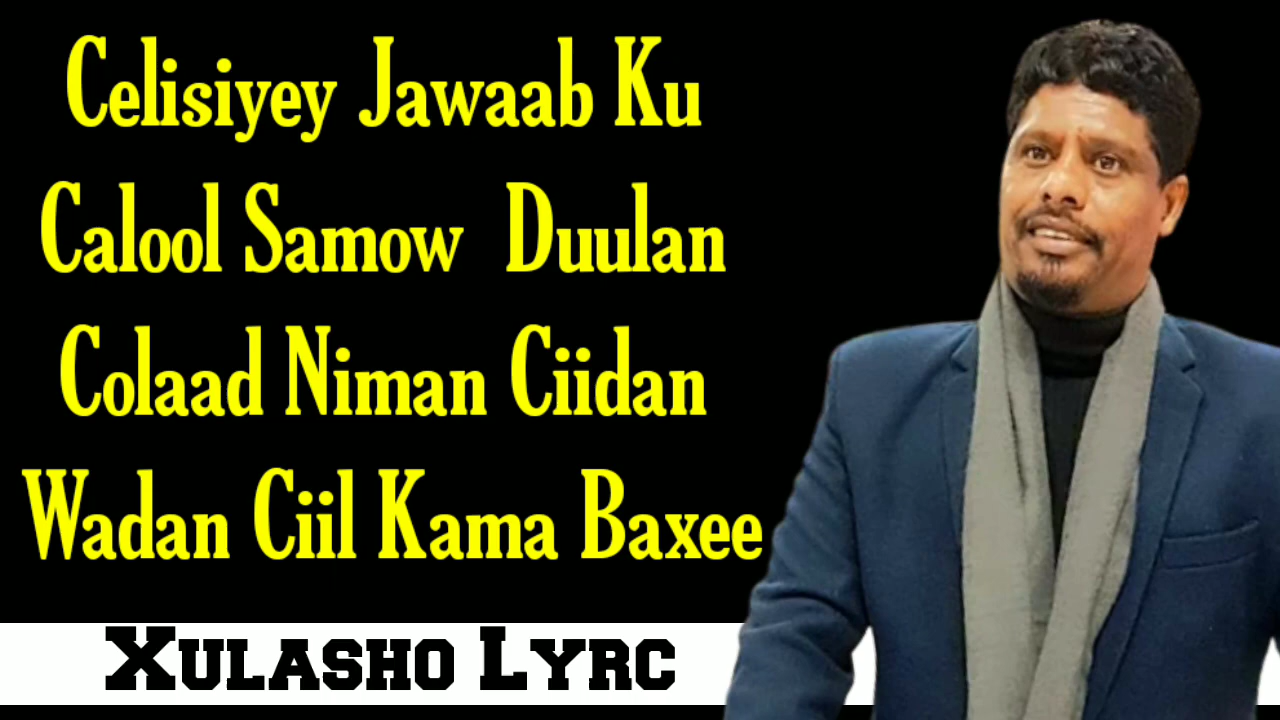 Celisiyey Jawaab Ku
Calool Samow Duulan
Colaad Niman Ciidan
Wadan Ciil Kama Baxee
Xulasho Lyrc